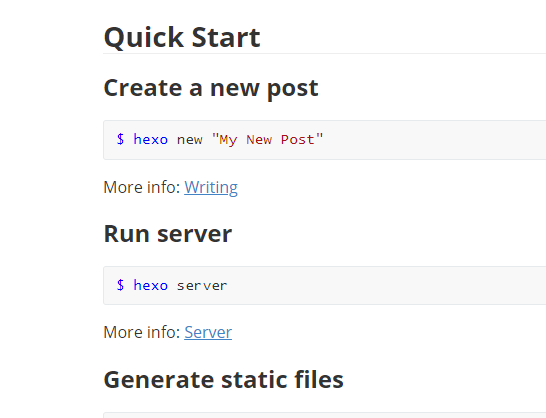 Quick Start
Create a new post
$ hexo new "My New Post"
More info: Writing
Run server
$ hexo server
More info: Server
Generate static files